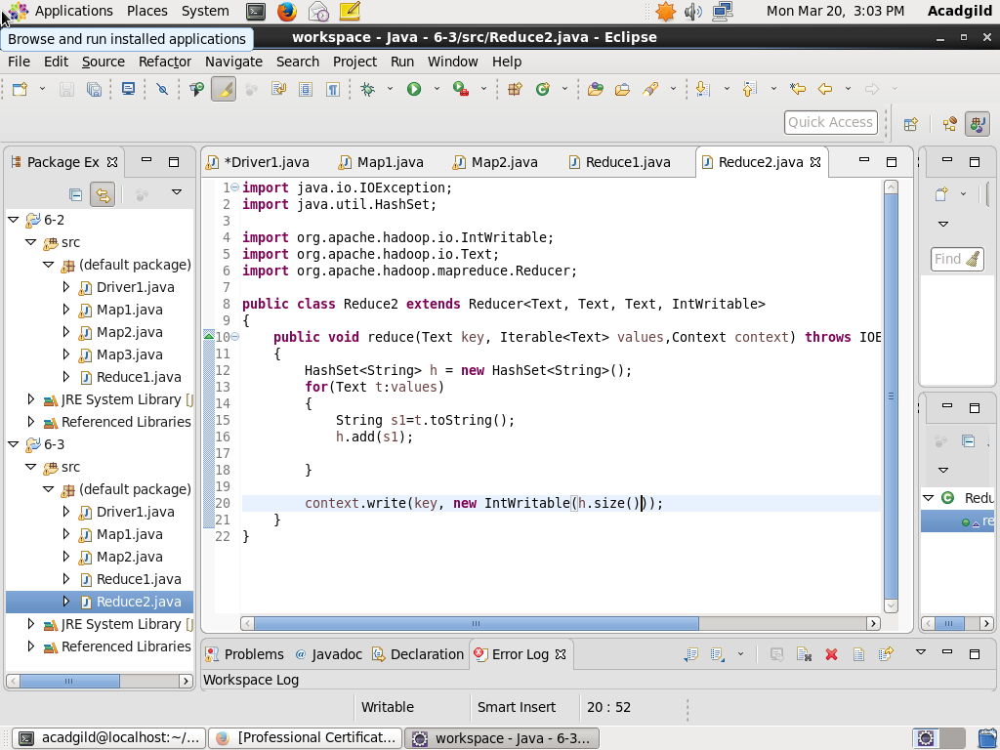 Applications Places System Mon Mar 20, 3:03 PM Acadgild
Browse and run installed applications
workspace - Java - 6-3/src/Reduce2.java - Eclipse
File Edit Source Refactor Navigate Search Project Run Window Help
Quick Access
Package Ex
*Driver1.java Map1.java Map2.java Reduce1.java Reduce2.java
6-2
src
(default package)
Driver1.java
Map1.java
Map2.java
Map3.java
Reduce1.java
JRE System Library [J
Referenced Libraries
6-3
src
(default package)
Driver1.java
Map1.java
Map2.java
Reduce1.java
Reduce2.java
JRE System Library [J
Referenced Libraries
1 import java.io.IOException;
2 import java.util.HashSet;
3
4 import org.apache.hadoop.io.IntWritable;
5 import org.apache.hadoop.io.Text;
6 import org.apache.hadoop.mapreduce.Reducer;
7
8 public class Reduce2 extends Reducer<Text, Text, Text, IntWritable>
9 {
10 public void reduce(Text key, Iterable<Text> values,Context context) throws IOE
11 {
12 HashSet<String> h = new HashSet<String>();
13 for(Text t:values)
14 {
15 String s1=t.toString();
16 h.add(s1);
17
18 }
19
20 context.write(key, new IntWritable(h.size()));
21 }
22 }
Find
Redu
re
Problems Javadoc Declaration Error Log
Workspace Log
Writable Smart Insert 20 : 52
acadgild@localhost:~/... [Professional Certificat... workspace - Java - 6-3...